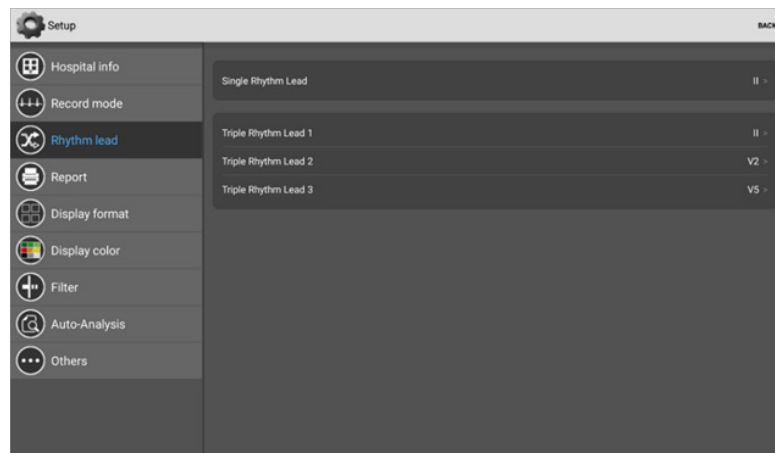 Setup
BACK
Hospital info
Record mode
Rhythm lead
Report
Display format
Display color
Filter
Auto-Analysis
Others
Single Rhythm Lead II >
Triple Rhythm Lead 1 II >
Triple Rhythm Lead 2 V2 >
Triple Rhythm Lead 3 V5 >